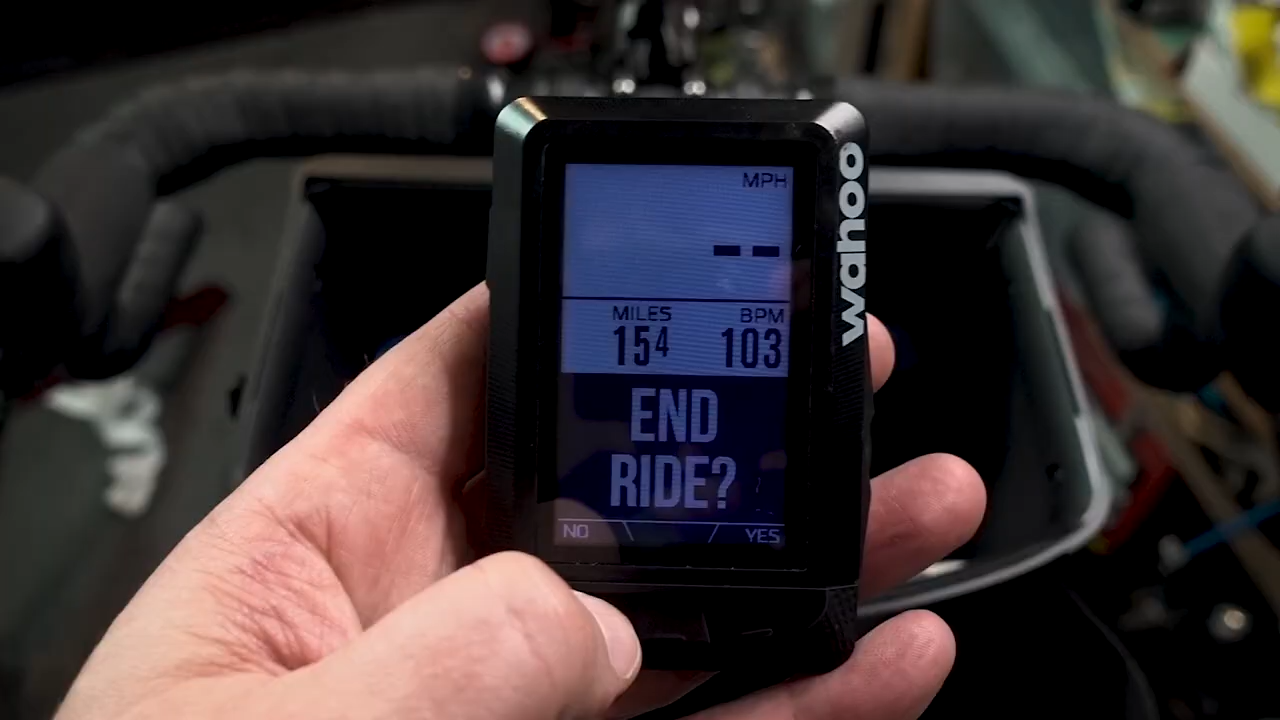 MPH
--
MILES BPM
15⁴ 103
END
RIDE?
NO YES
wahoo